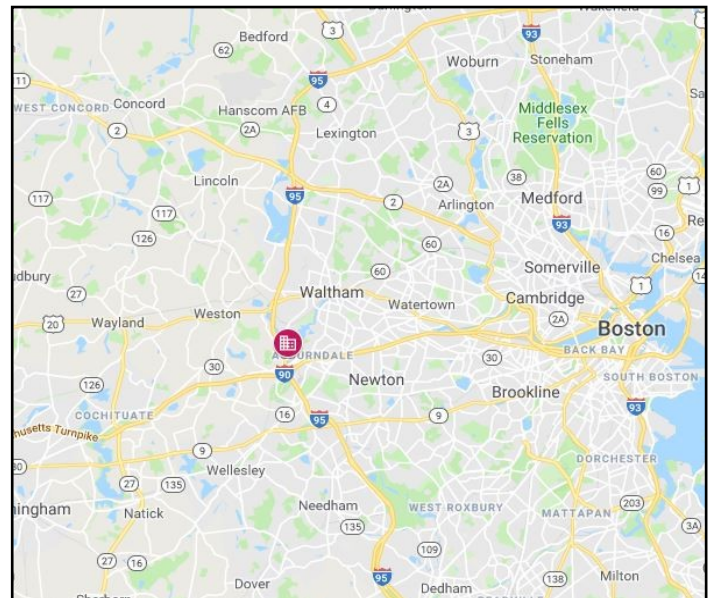 Bedford
3
93
62
Woburn
Stoneham
95
WEST CONCORD
Concord
Hanscom AFB
4
Middlesex
Fells
Reservation
2
2A
Lexington
3
60
Lincoln
2A
38
99
1
117
95
2
Arlington
Medford
117
93
126
60
16
Somerville
Chelsea
27
60
1
Waltham
Cambridge
20
Wayland
Weston
Watertown
2A
Boston
BACK BAY
30
30
90
Newton
SOUTH BOSTON
126
Brookline
COCHITUATE
16
9
93
95
9
Wellesley
DORCHESTER
27
135
Natick
Needham
WEST ROXBURY
203
135
MATTAPAN
3A
109
27
16
Dover
95
138
Milton
Dedham